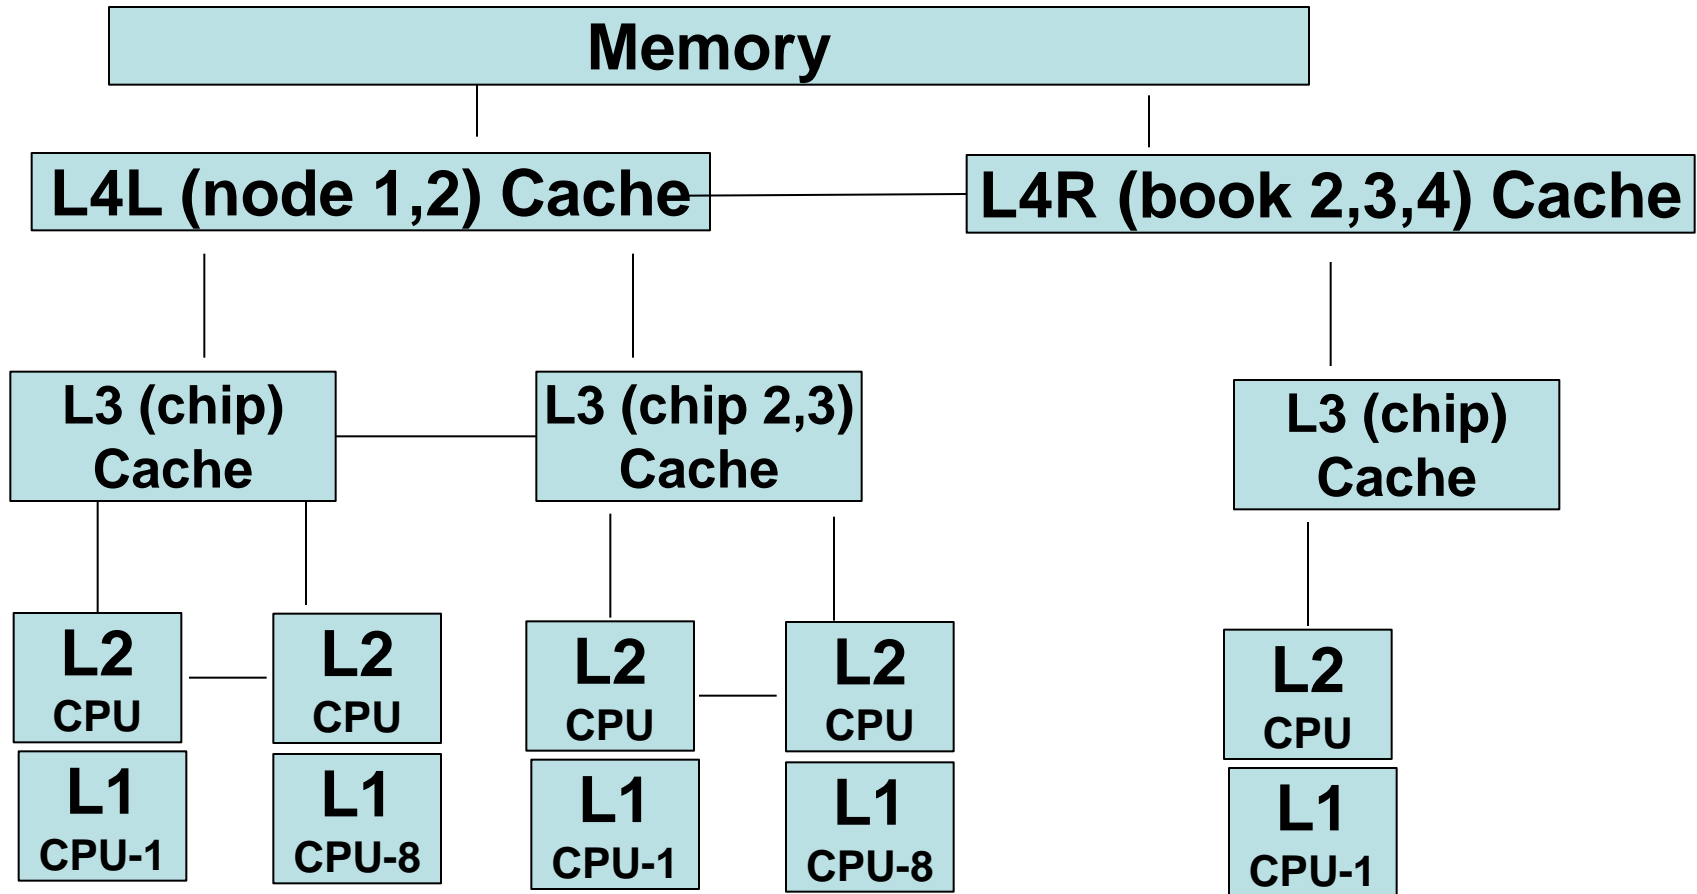 Memory
L4L (node 1,2) Cache
L4R (book 2,3,4) Cache
L3 (chip)
Cache
L3 (chip 2,3)
Cache
L3 (chip)
Cache
L2
CPU
L2
CPU
L2
CPU
L2
CPU
L2
CPU
L1
CPU-1
L1
CPU-8
L1
CPU-1
L1
CPU-8
L1
CPU-1